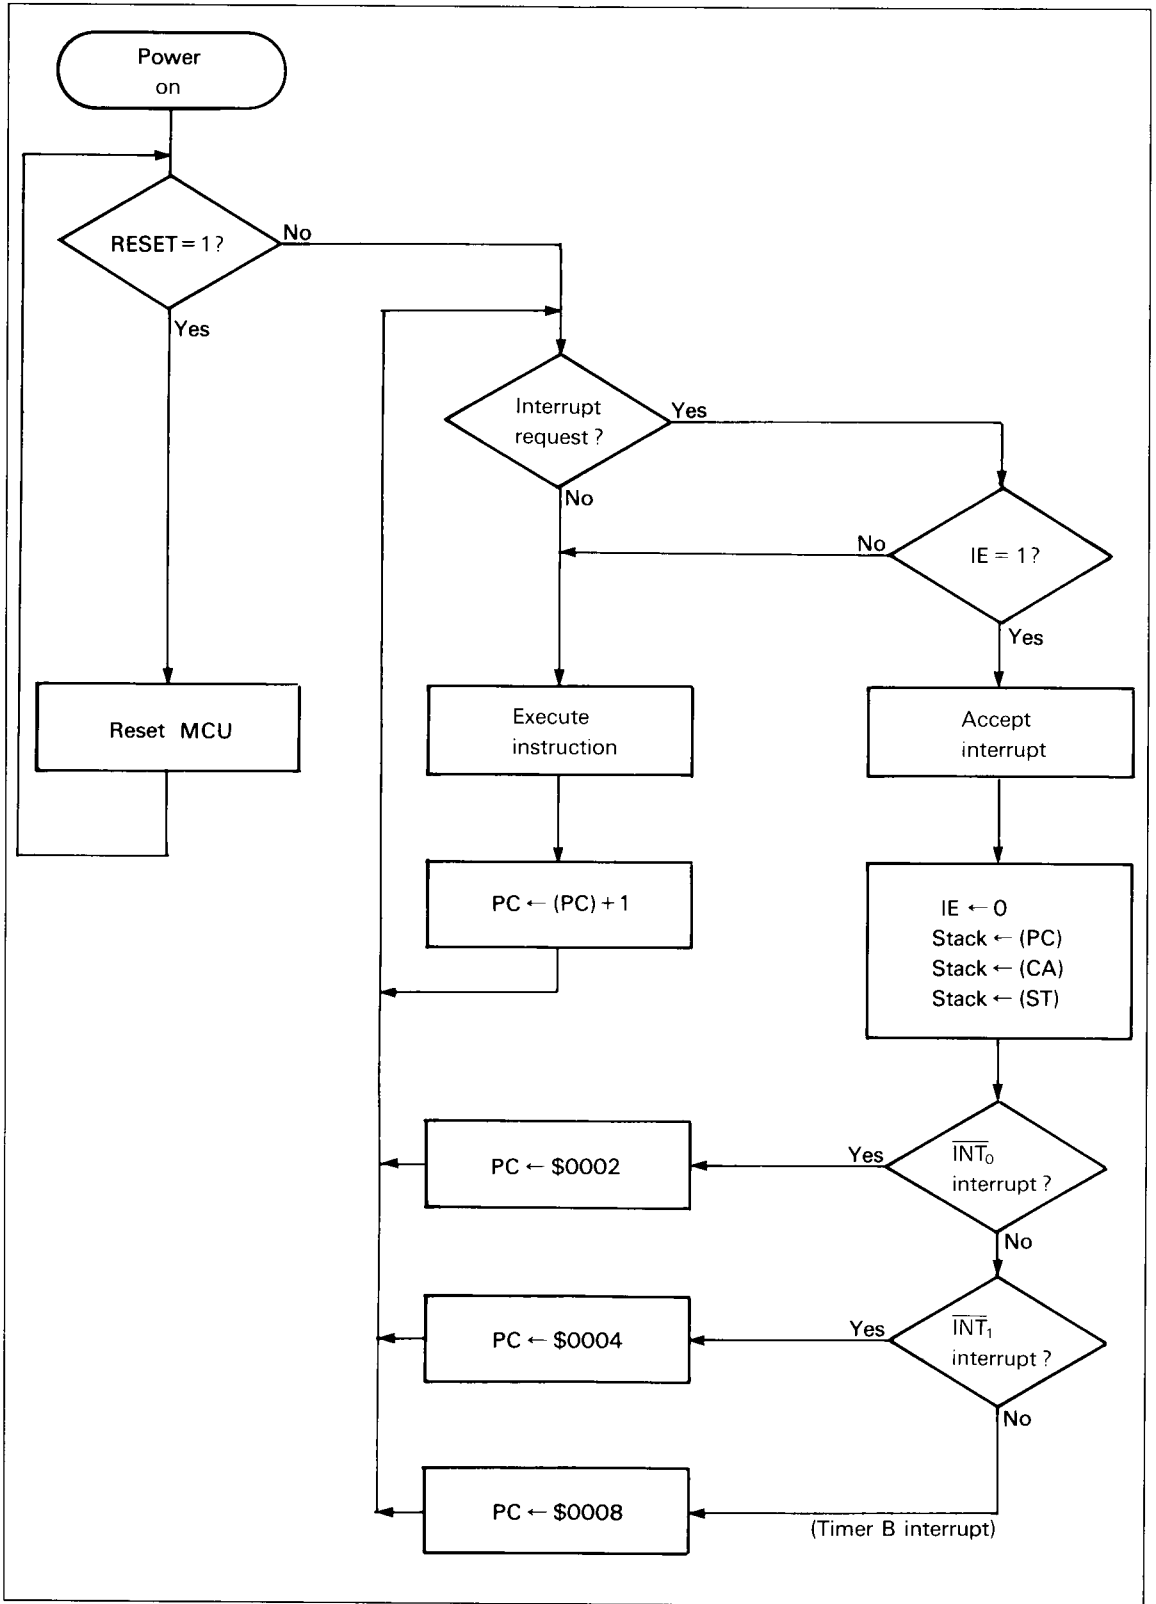 Power
on
RESET = 1?
No
Yes
Interrupt
request?
Yes
No
No
IE = 1?
Yes
Reset MCU
Execute
instruction
Accept
interrupt
PC ← (PC) + 1
IE ← 0
Stack ← (PC)
Stack ← (CA)
Stack ← (ST)
PC ← $0002
Yes
I̅N̅T̅₀
interrupt?
No
PC ← $0004
Yes
I̅N̅T̅₁
interrupt?
No
PC ← $0008
(Timer B interrupt)